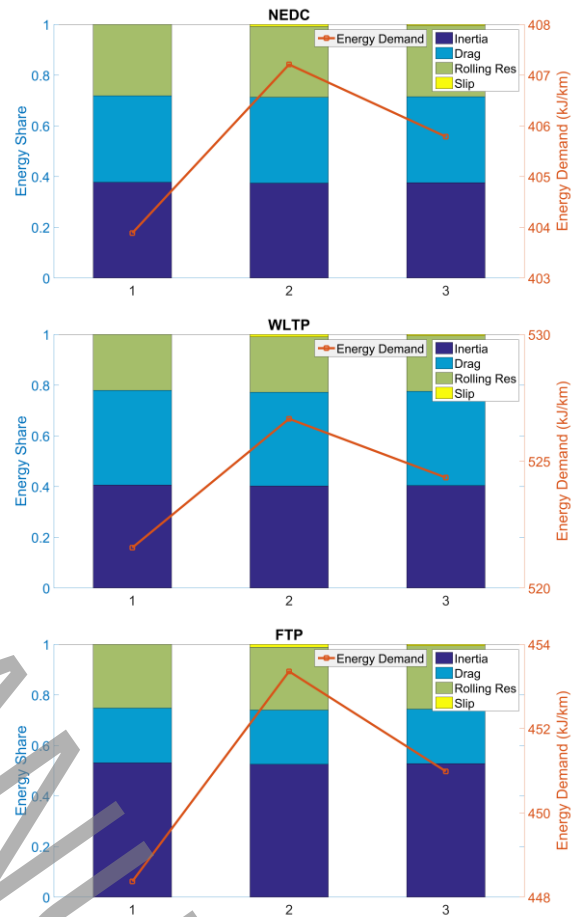 NEDC
Energy Share
1
0.8
0.6
0.4
0.2
0
1 2 3
408
407
406
405
404
403
Energy Demand (kJ/km)
Energy Demand
Inertia
Drag
Rolling Res
Slip
WLTP
Energy Share
1
0.8
0.6
0.4
0.2
0
1 2 3
530
525
520
Energy Demand (kJ/km)
Energy Demand
Inertia
Drag
Rolling Res
Slip
FTP
Energy Share
1
0.8
0.6
0.4
0.2
0
1 2 3
454
452
450
448
Energy Demand (kJ/km)
Energy Demand
Inertia
Drag
Rolling Res
Slip